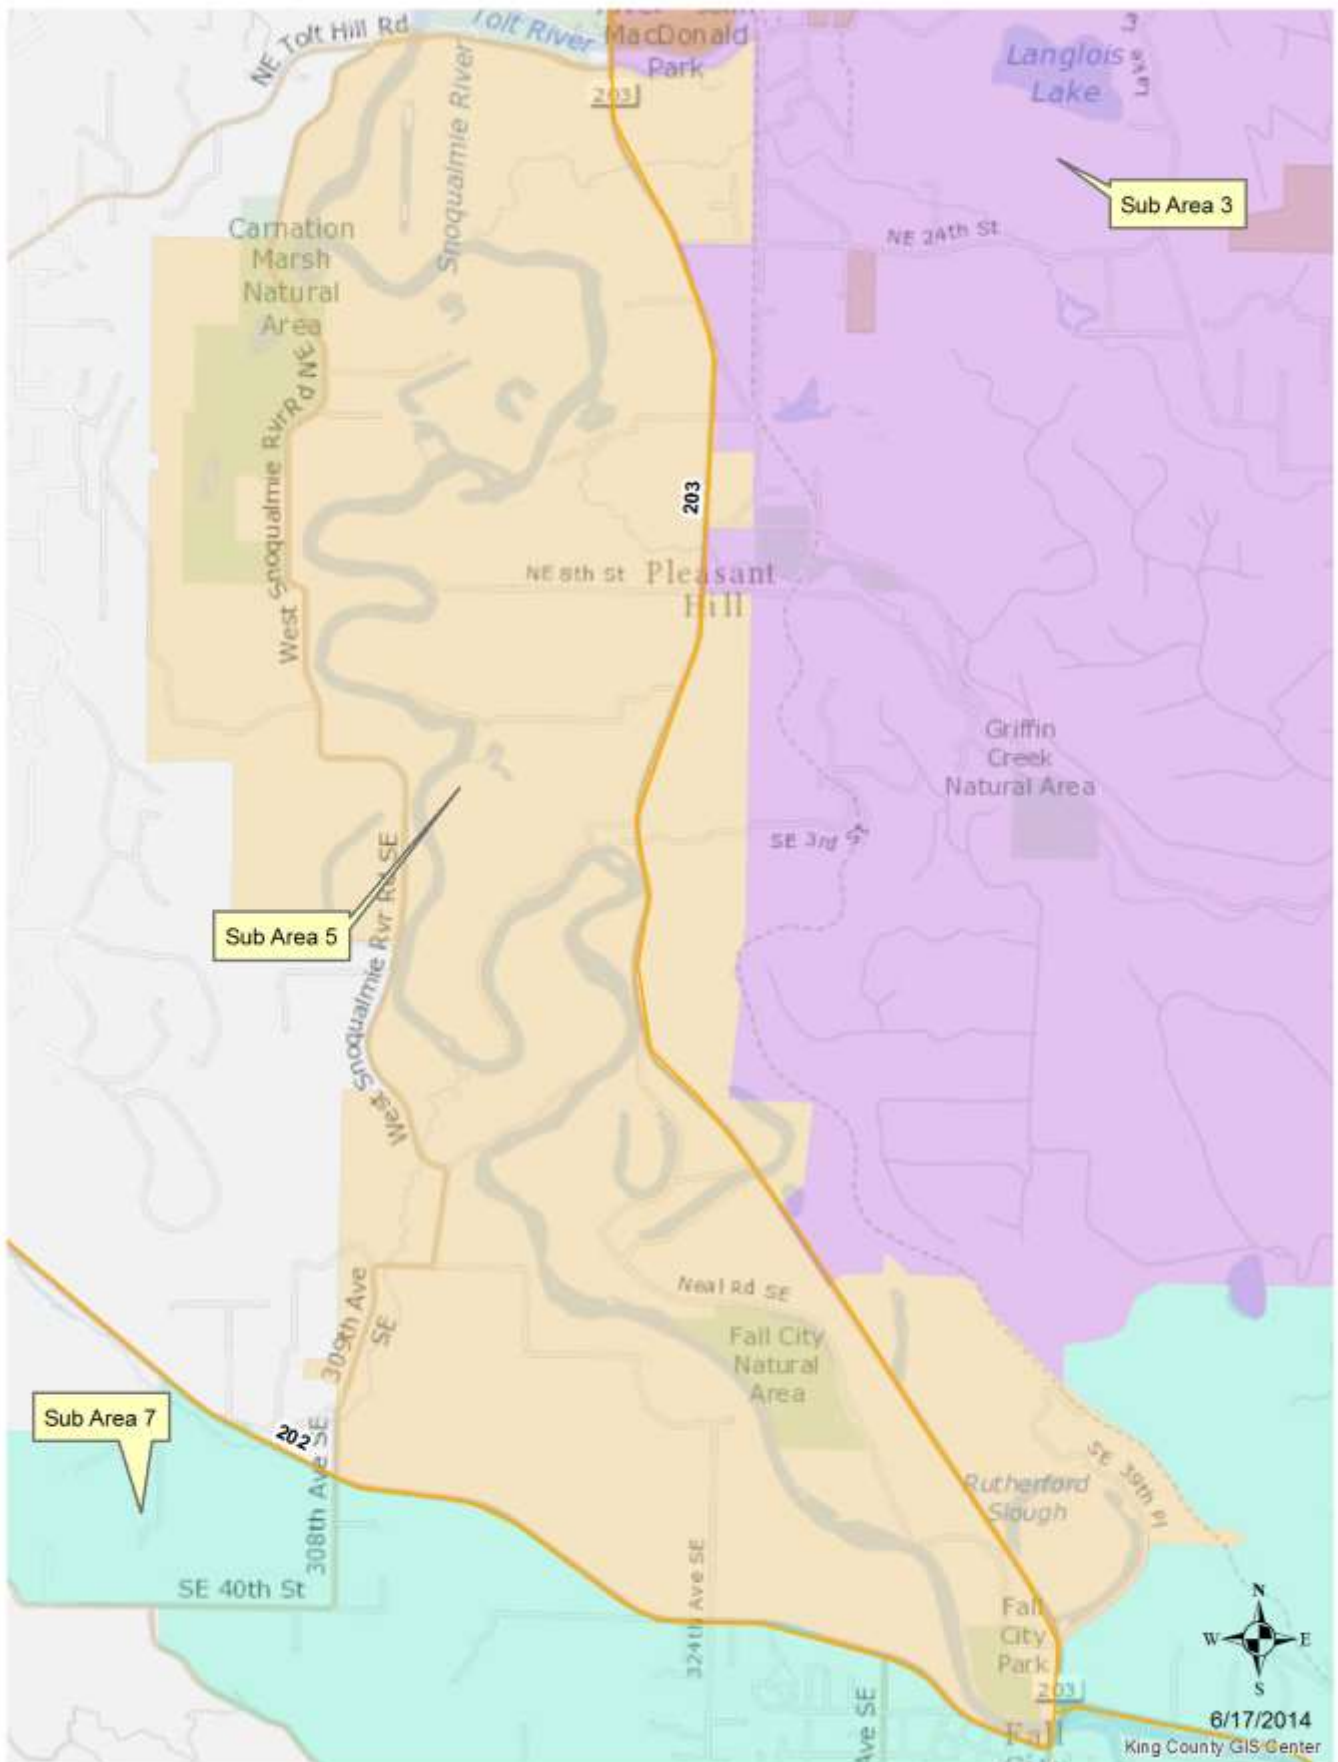 NE Tolt Hill Rd
Tolt River
MacDonald
Park
203
Snoqualmie River
Langlois
Lake
Sub Area 3
NE 24th St
Carnation
Marsh
Natural
Area
West Snoqualmie Rvr Rd NE
203
NE 8th St
Pleasant
Hill
Griffin
Creek
Natural Area
SE 3rd St
Sub Area 5
West Snoqualmie Rvr Rd SE
Neal Rd SE
309th Ave
SE
Fall City
Natural
Area
Sub Area 7
202
308th Ave SE
SE 39th Pl
Rutherford
Slough
324th Ave SE
SE 40th St
Fall
City
Park
203
N
W
E
S
Ave SE
Fall
6/17/2014
King County GIS Center